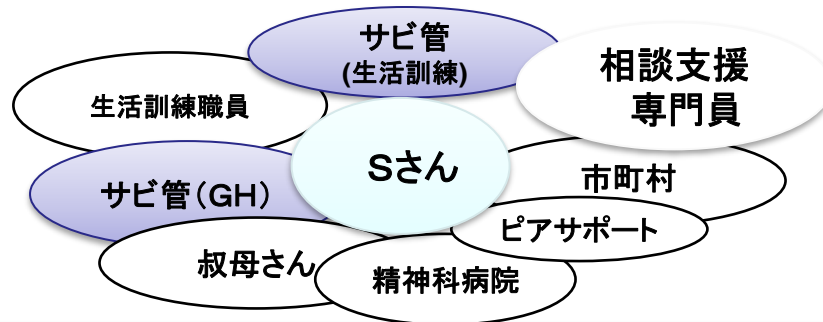 サビ管
(生活訓練)
相談支援
専門員
生活訓練職員
Sさん
市町村
サビ管（GH）
ピアサポート
叔母さん
精神科病院